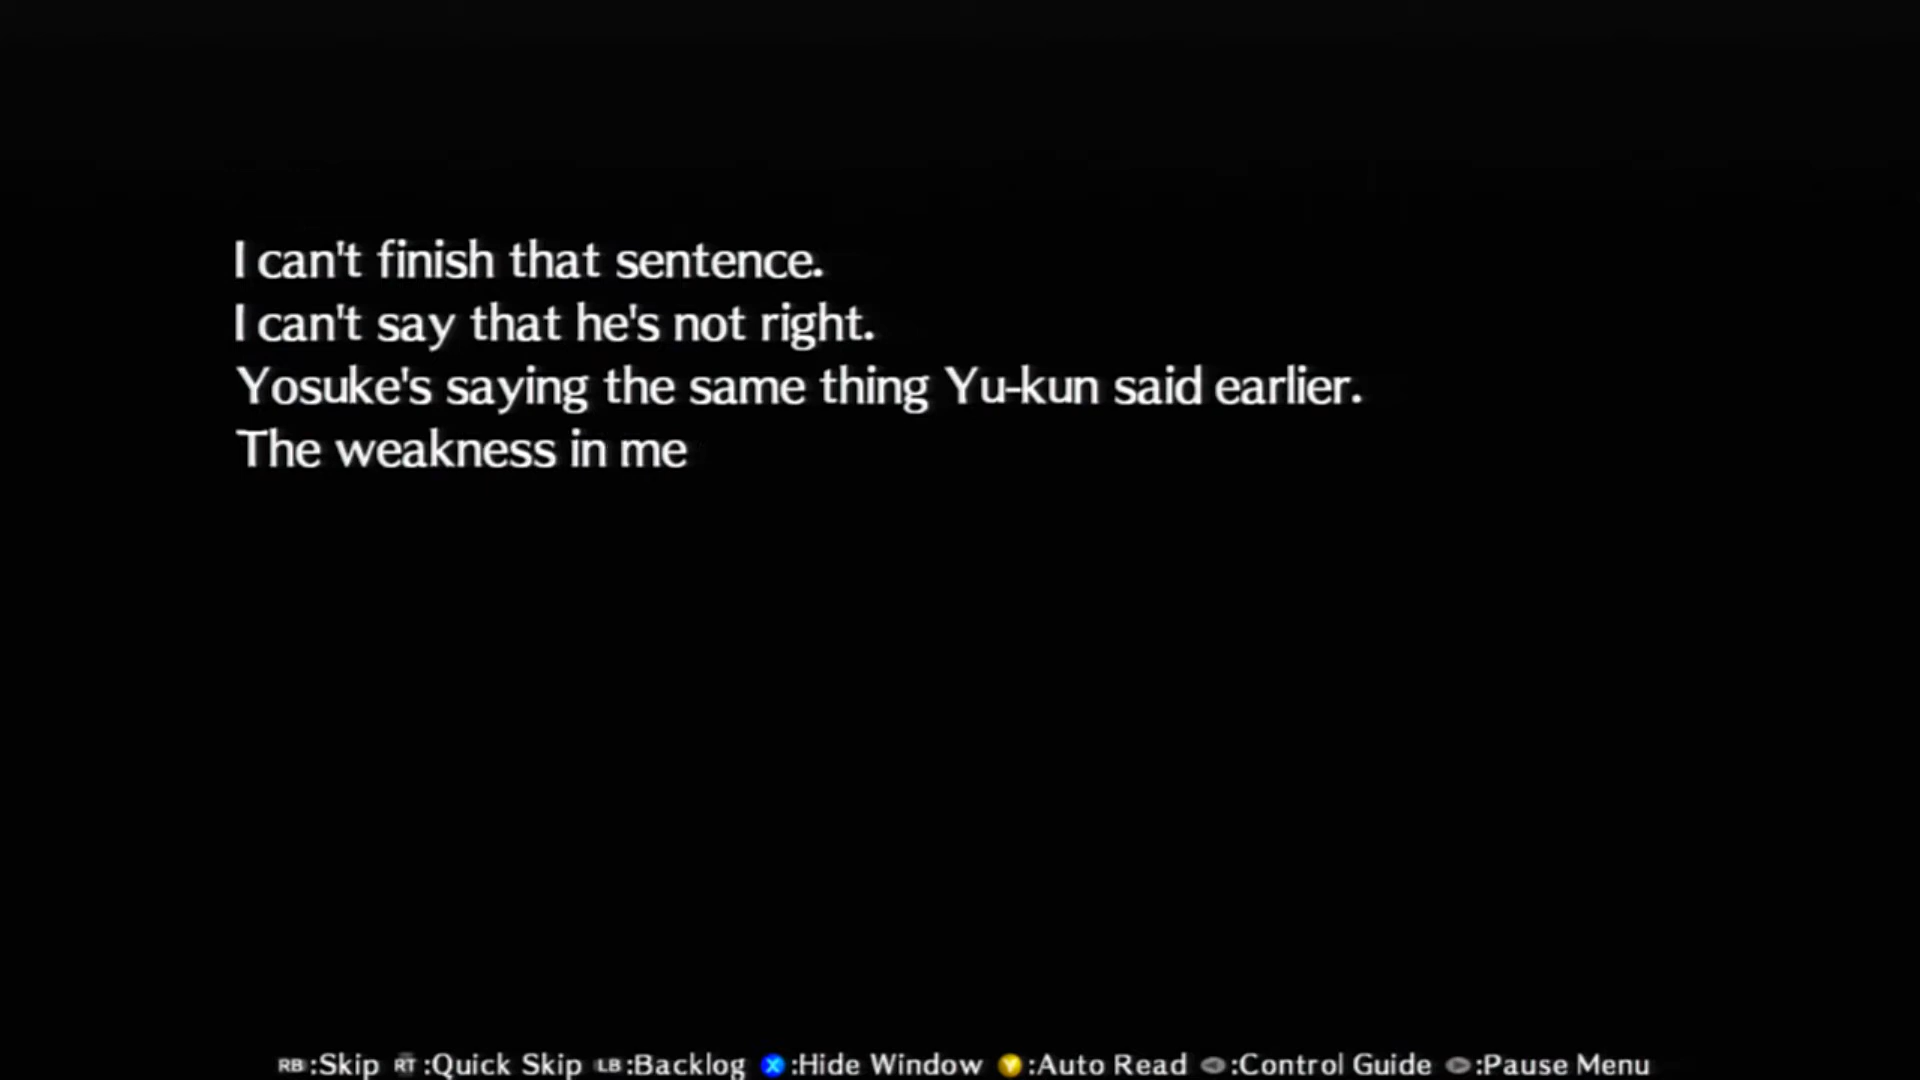 I can't finish that sentence.
I can't say that he's not right.
Yosuke's saying the same thing Yu-kun said earlier.
The weakness in me
RB:Skip RT:Quick Skip LB:Backlog X:Hide Window Y:Auto Read :Control Guide :Pause Menu